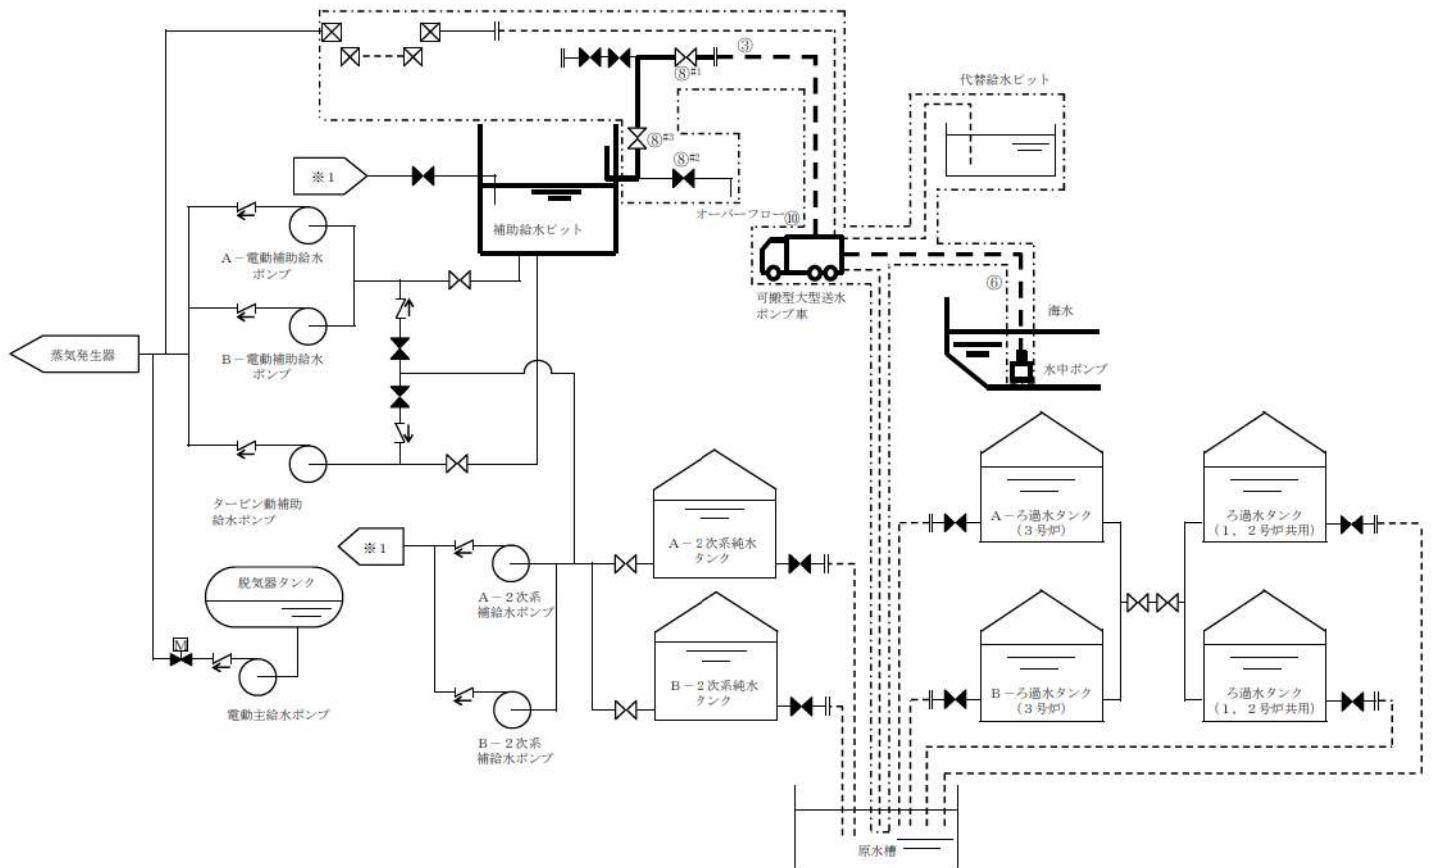 ③
代替給水ピット
⑧#1
⑧#3
⑧#2
※1
オーバーフロー
⑩
補助給水ピット
A－電動補助給水
ポンプ
可搬型大型送水
ポンプ車
⑥
海水
水中ポンプ
蒸気発生器
B－電動補助給水
ポンプ
タービン動補助
給水ポンプ
※1
A－2次系純水
タンク
A－ろ過水タンク
(3号炉)
ろ過水タンク
(1，2号炉共用)
脱気器タンク
A－2次系
補給水ポンプ
M
B－2次系純水
タンク
B－ろ過水タンク
(3号炉)
ろ過水タンク
(1，2号炉共用)
電動主給水ポンプ
B－2次系
補給水ポンプ
原水槽